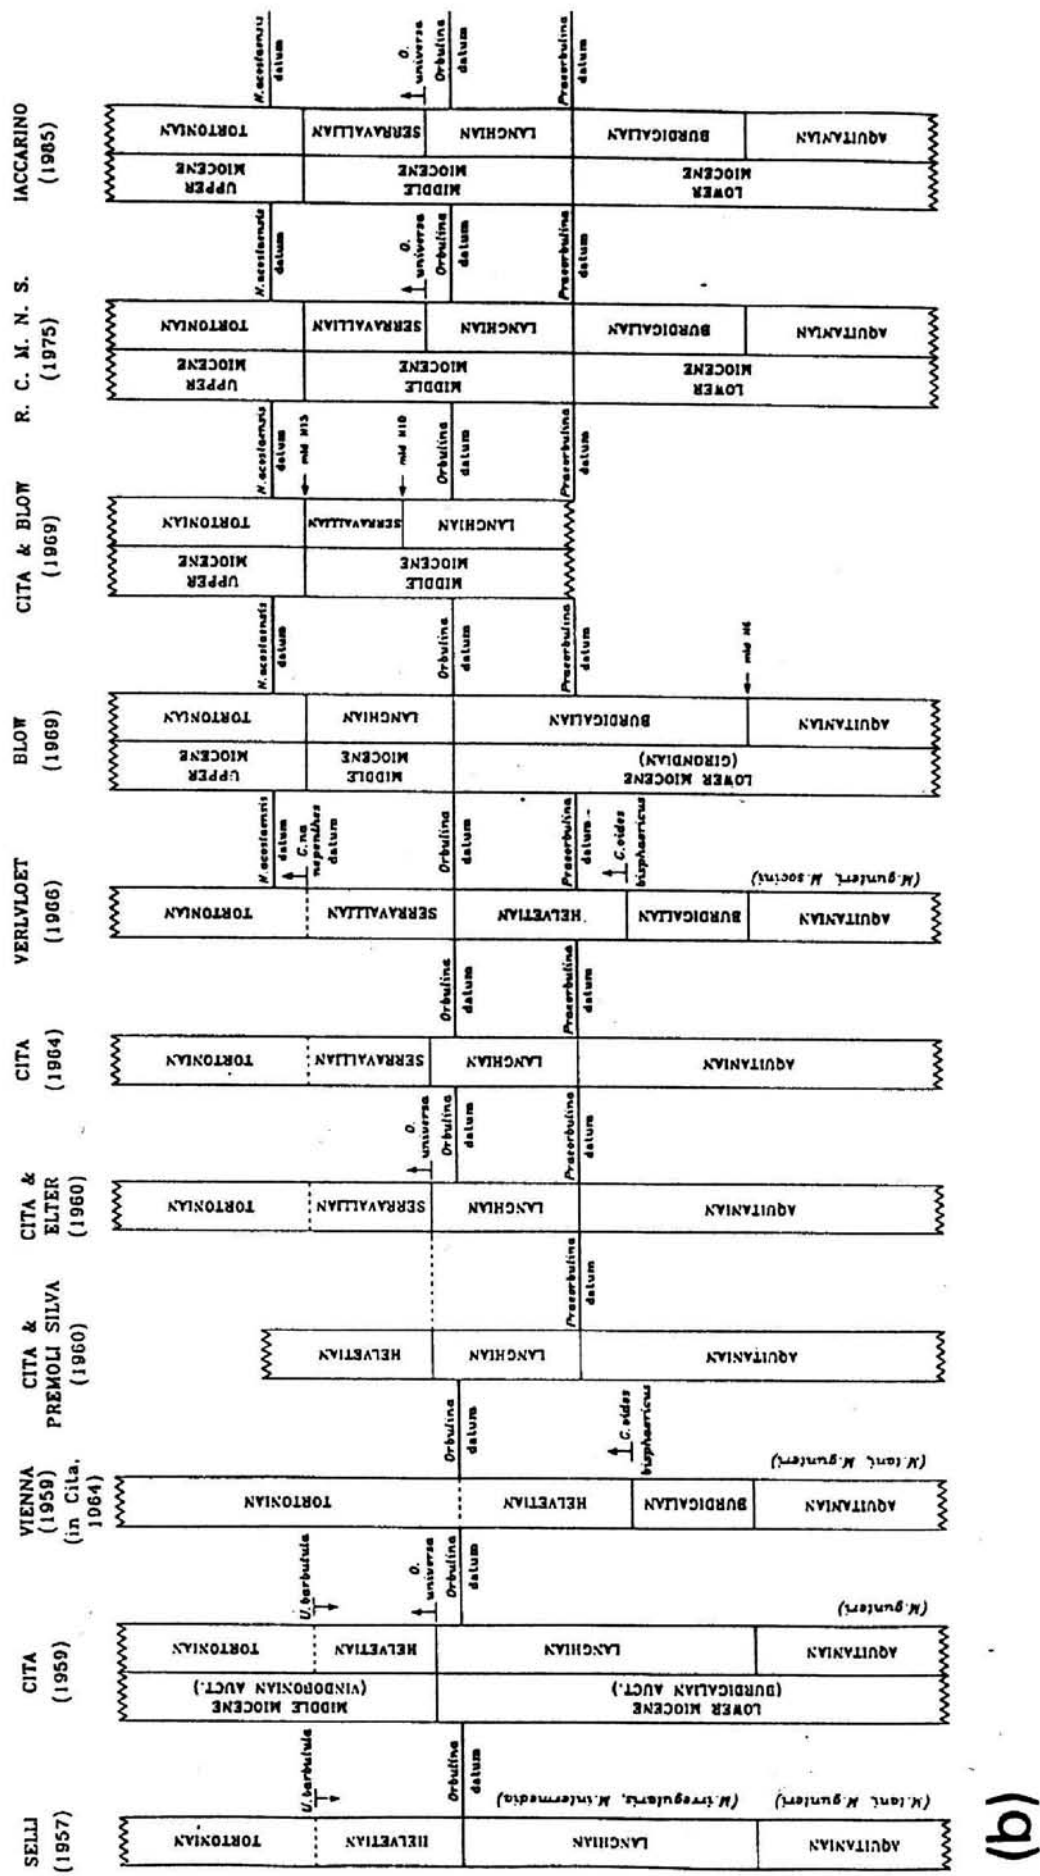 SELLI
(1957)
TORTONIAN
HELVETIAN
LANGHIAN
AQUITANIAN
U.barbutula
Orbulina
datum
(M.irregularis, M.intermedia)
(M.tani, M.gunteri)
CITA
(1959)
MIDDLE MIOCENE
(VINDOBONIAN AUCT.)
LOWER MIOCENE
(BURDIGALIAN AUCT.)
TORTONIAN
HELVETIAN
LANGHIAN
AQUITANIAN
U.barbutula
O.
universa
Orbulina
datum
(M.gunteri)
VIENNA
(1959)
(in Cita,
1964)
TORTONIAN
HELVETIAN
BURDIGALIAN
AQUITANIAN
Orbulina
datum
G.oides
bisphaericus
(M.tani, M.gunteri)
CITA &
PREMOLI SILVA
(1960)
HELVETIAN
LANGHIAN
AQUITANIAN
Praeorbulina
datum
CITA &
ELTER
(1960)
TORTONIAN
SERRAVALLIAN
LANGHIAN
AQUITANIAN
O.
universa
Orbulina
datum
Praeorbulina
datum
CITA
(1964)
TORTONIAN
SERRAVALLIAN
LANGHIAN
AQUITANIAN
Orbulina
datum
Praeorbulina
datum
VERLVLOET
(1966)
TORTONIAN
SERRAVALLIAN
HELVETIAN
BURDIGALIAN
AQUITANIAN
N.acostaensis
datum
G.na
nepenthes
datum
Orbulina
datum
Praeorbulina
datum
G.oides
bisphaericus
(M.gunteri, M.socini)
BLOW
(1969)
UPPER
MIOCENE
MIDDLE
MIOCENE
LOWER MIOCENE
(GIRONDIAN)
TORTONIAN
LANGHIAN
BURDIGALIAN
AQUITANIAN
N.acostaensis
datum
Orbulina
datum
Praeorbulina
datum
mid N6
CITA & BLOW
(1969)
UPPER
MIOCENE
MIDDLE
MIOCENE
TORTONIAN
SERRAVALLIAN
LANGHIAN
N.acostaensis
datum
mid N15
mid N10
Orbulina
datum
Praeorbulina
datum
R. C. M. N. S.
(1975)
UPPER
MIOCENE
MIDDLE
MIOCENE
LOWER
MIOCENE
TORTONIAN
SERRAVALLIAN
LANGHIAN
BURDIGALIAN
AQUITANIAN
N.acostaensis
datum
O.
universa
Orbulina
datum
Praeorbulina
datum
IACCARINO
(1985)
UPPER
MIOCENE
MIDDLE
MIOCENE
LOWER
MIOCENE
TORTONIAN
SERRAVALLIAN
LANGHIAN
BURDIGALIAN
AQUITANIAN
N.acostaensis
datum
O.
universa
Orbulina
datum
Praeorbulina
datum
(b)